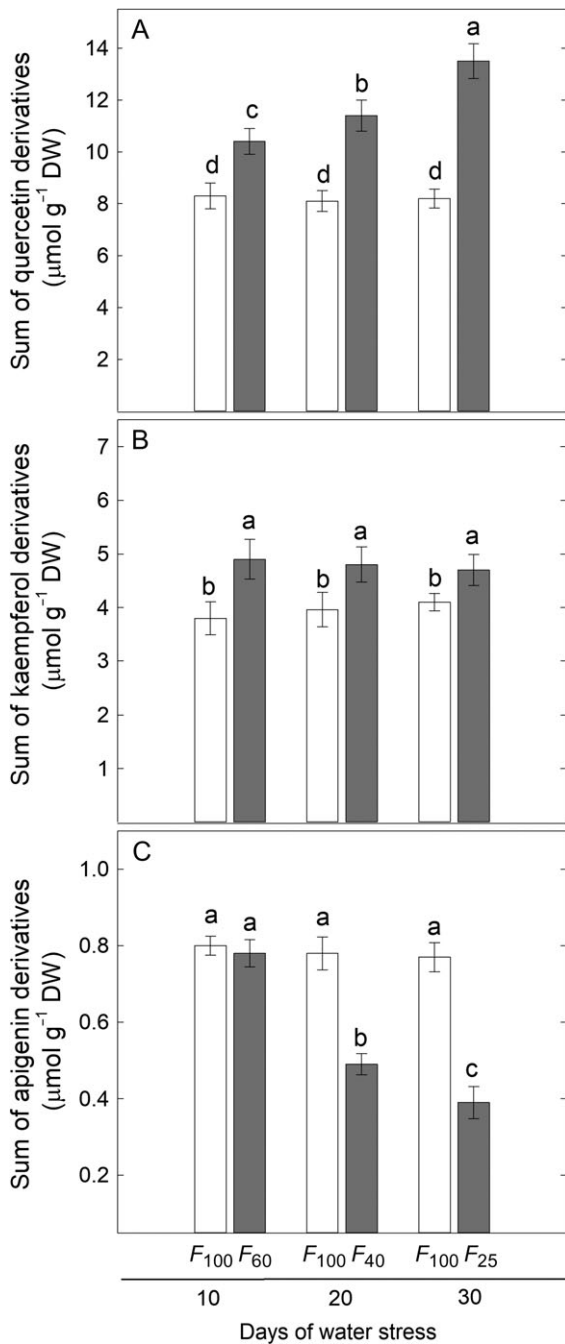 A
Sum of quercetin derivatives
(µmol g⁻¹ DW)
14
12
10
8
6
4
2
d c d b d a
B
Sum of kaempferol derivatives
(µmol g⁻¹ DW)
7
6
5
4
3
2
1
b a b a b a
C
Sum of apigenin derivatives
(µmol g⁻¹ DW)
1.0
0.8
0.6
0.4
0.2
a a a b a c
F₁₀₀ F₆₀ F₁₀₀ F₄₀ F₁₀₀ F₂₅
10 20 30
Days of water stress